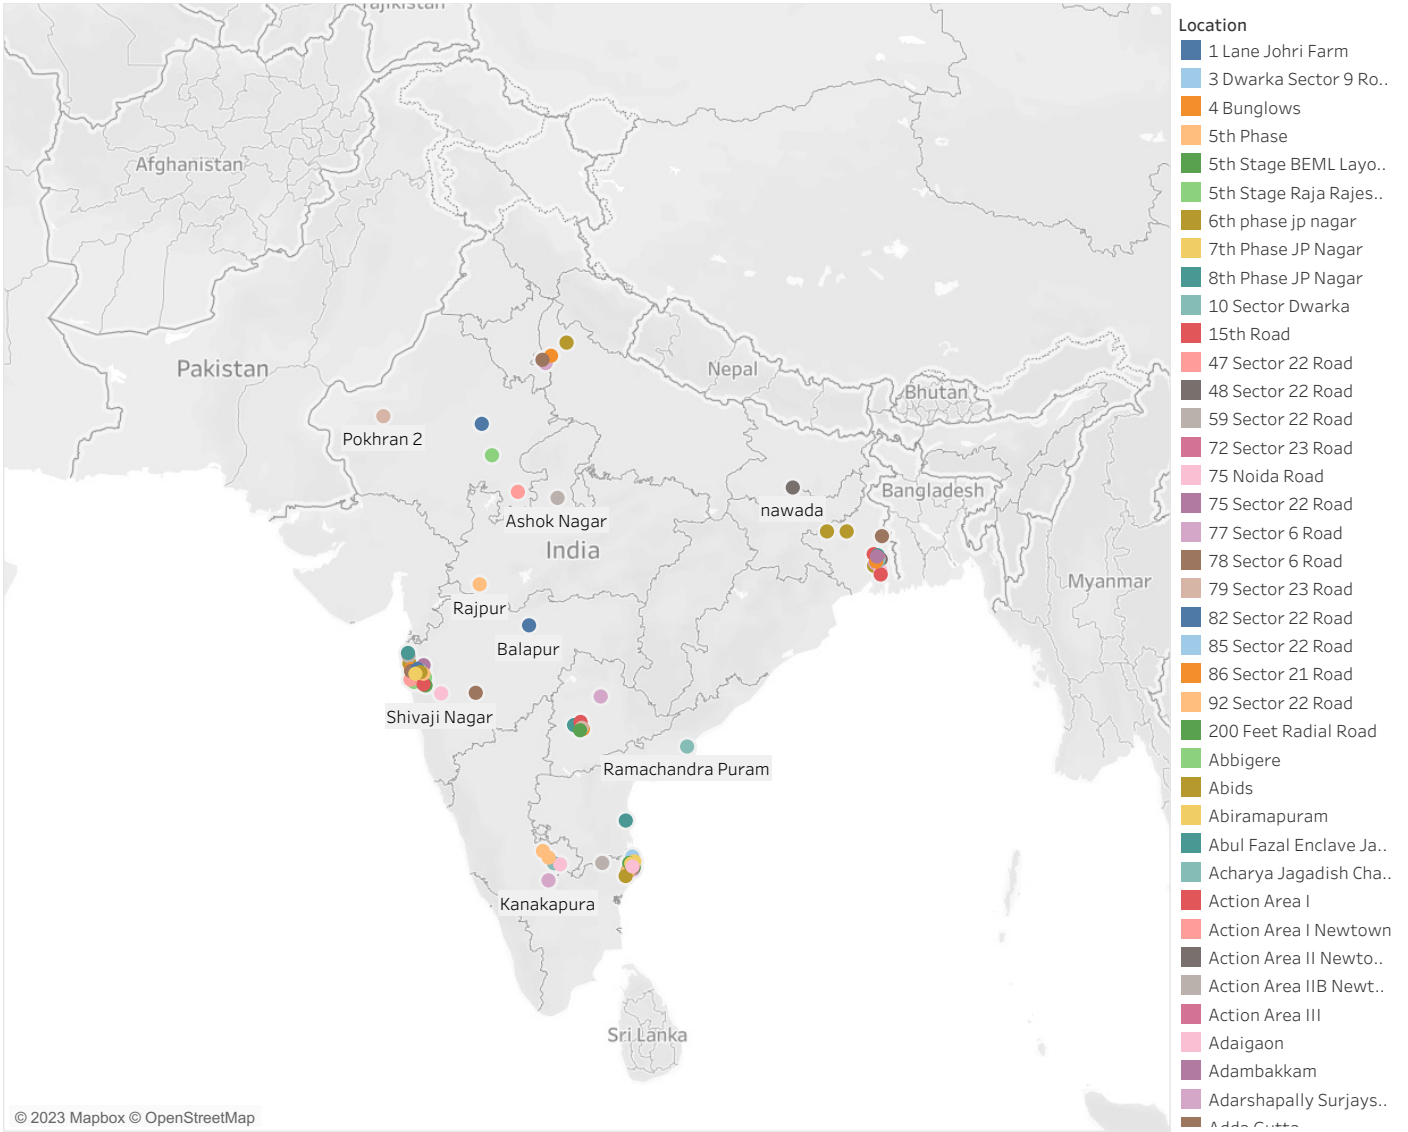 Tajikistan
Afghanistan
Pakistan
Nepal
Bhutan
Pokhran 2
Bangladesh
nawada
Ashok Nagar
India
Myanmar
Rajpur
Balapur
Shivaji Nagar
Ramachandra Puram
Kanakapura
Sri Lanka
© 2023 Mapbox © OpenStreetMap
Location
1 Lane Johri Farm
3 Dwarka Sector 9 Ro..
4 Bunglows
5th Phase
5th Stage BEML Layo..
5th Stage Raja Rajes..
6th phase jp nagar
7th Phase JP Nagar
8th Phase JP Nagar
10 Sector Dwarka
15th Road
47 Sector 22 Road
48 Sector 22 Road
59 Sector 22 Road
72 Sector 23 Road
75 Noida Road
75 Sector 22 Road
77 Sector 6 Road
78 Sector 6 Road
79 Sector 23 Road
82 Sector 22 Road
85 Sector 22 Road
86 Sector 21 Road
92 Sector 22 Road
200 Feet Radial Road
Abbigere
Abids
Abiramapuram
Abul Fazal Enclave Ja..
Acharya Jagadish Cha..
Action Area I
Action Area I Newtown
Action Area II Newto..
Action Area IIB Newt..
Action Area III
Adaigaon
Adambakkam
Adarshapally Surjays..
Adda Gutta